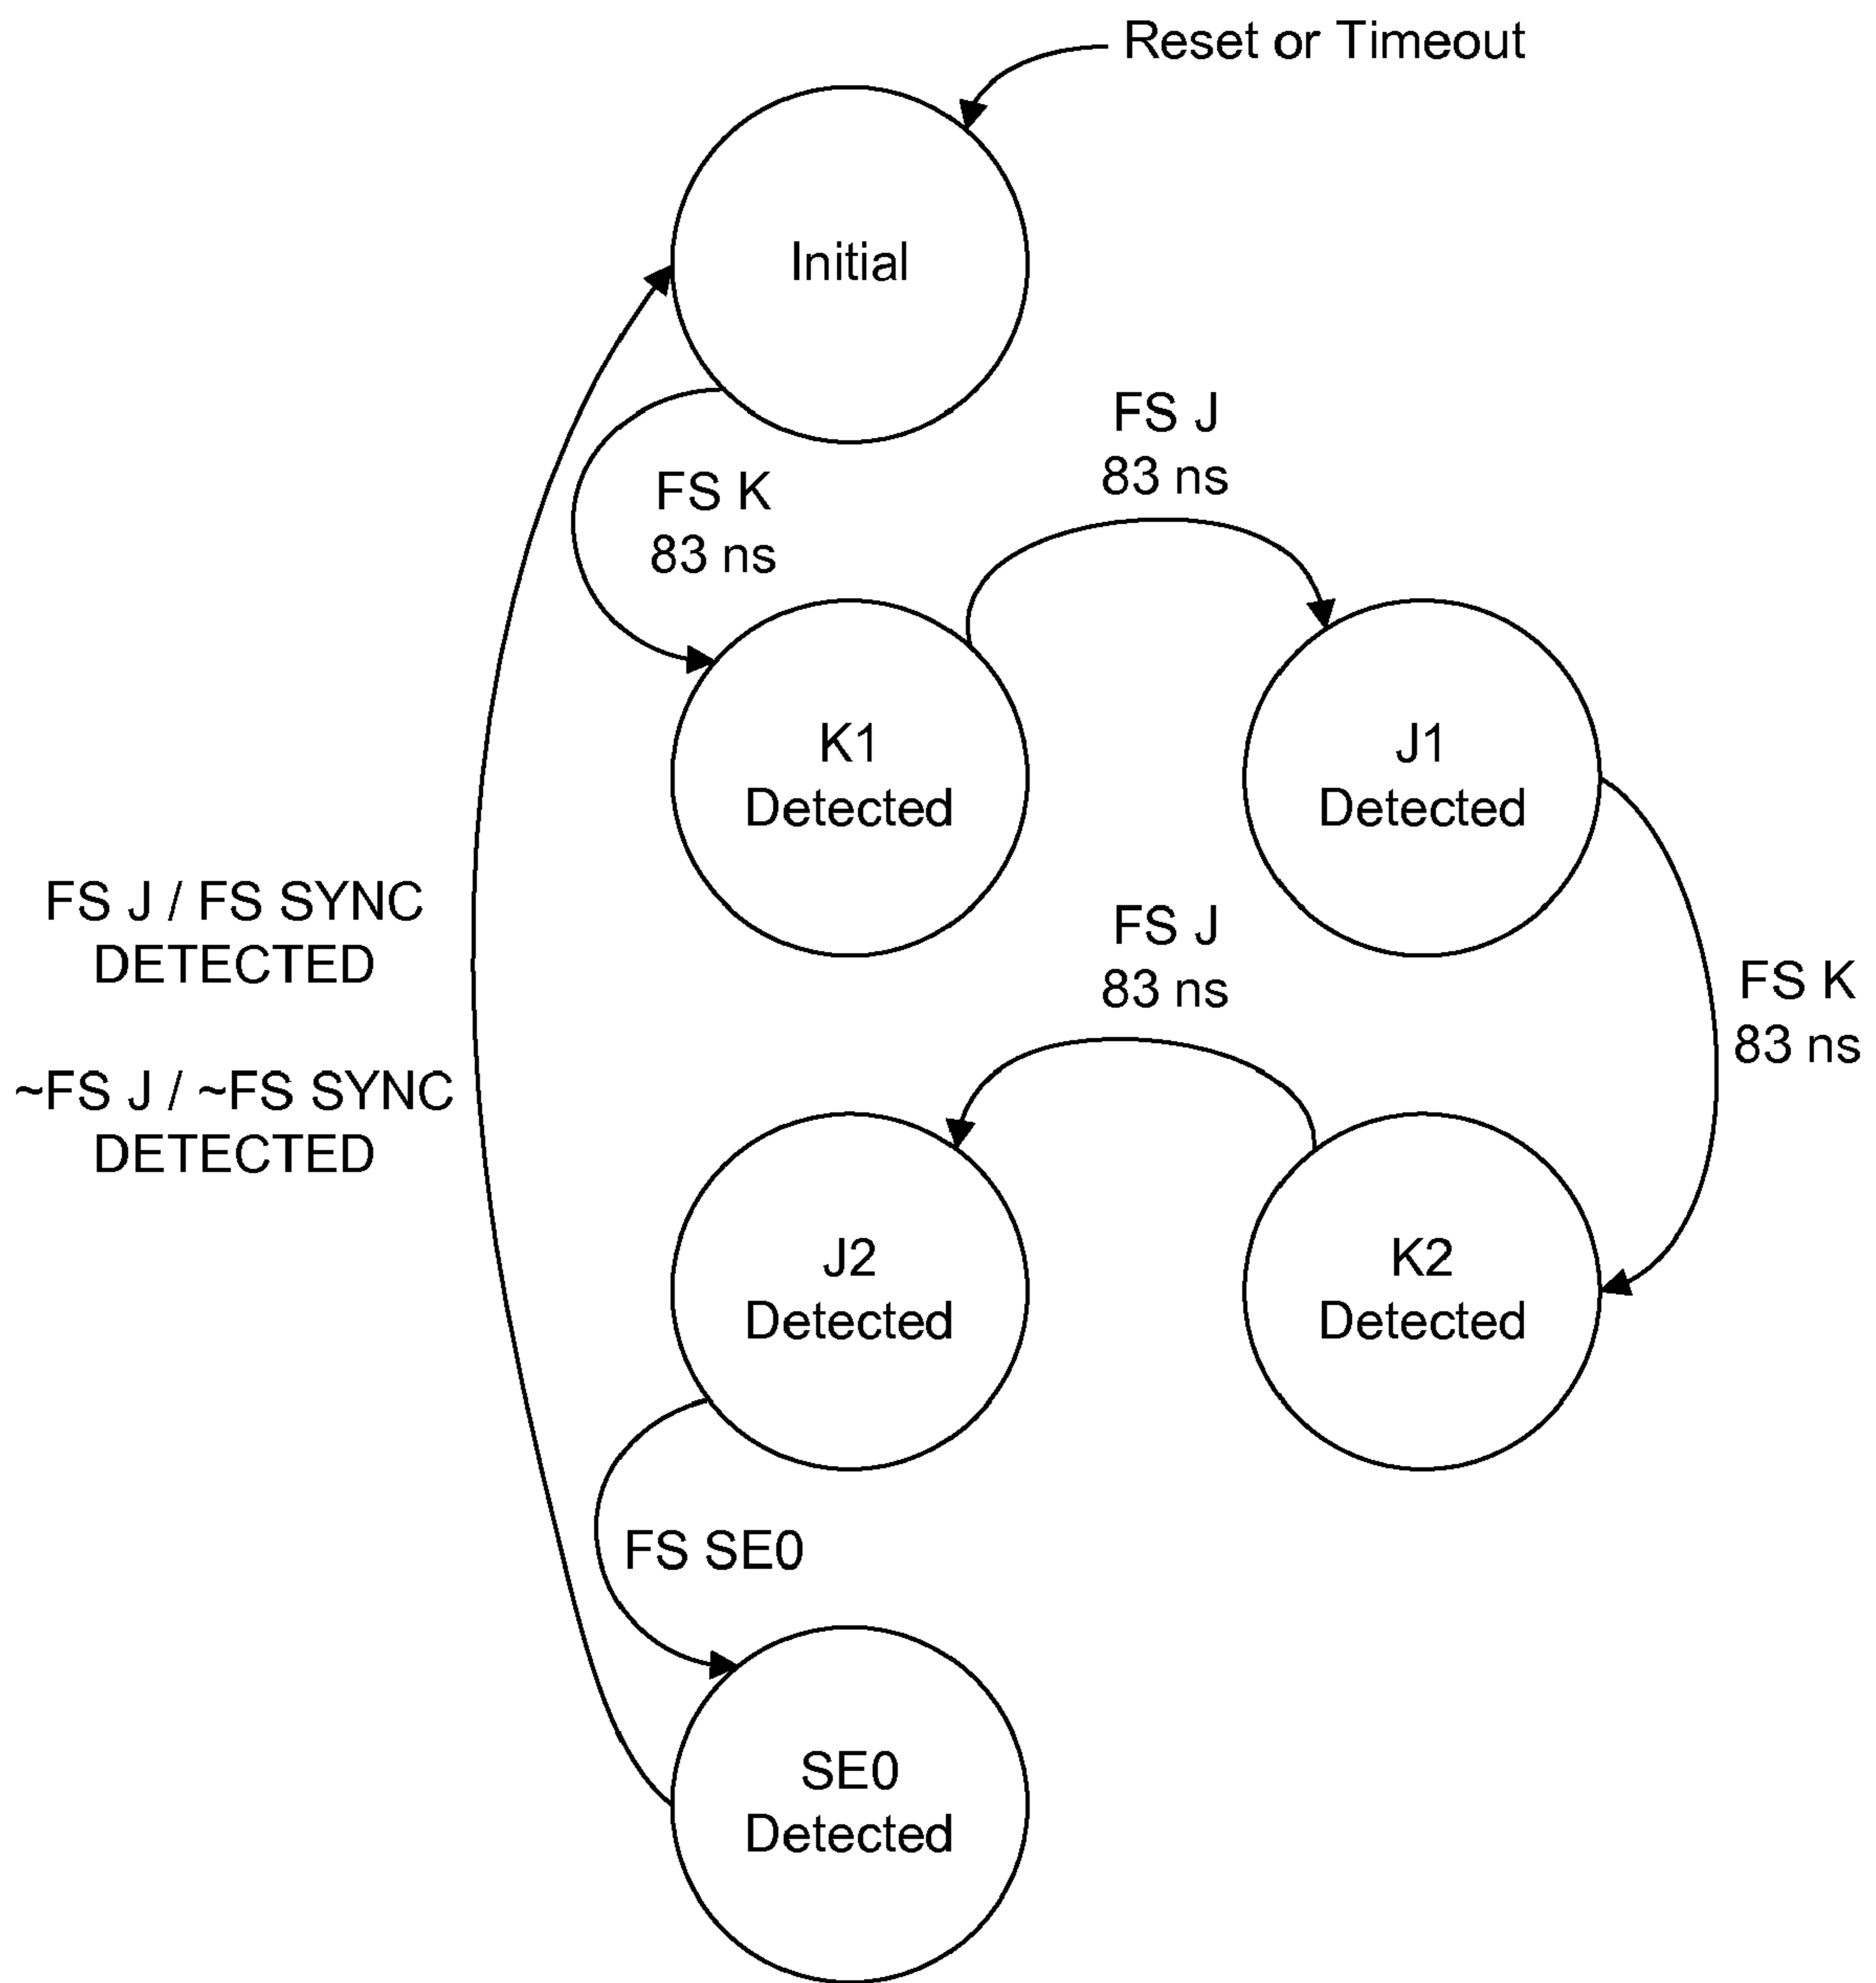 Reset or Timeout
Initial
FS K
83 ns
FS J
83 ns
K1
Detected
J1
Detected
FS J / FS SYNC
DETECTED
~FS J / ~FS SYNC
DETECTED
FS J
83 ns
FS K
83 ns
J2
Detected
K2
Detected
FS SE0
SE0
Detected